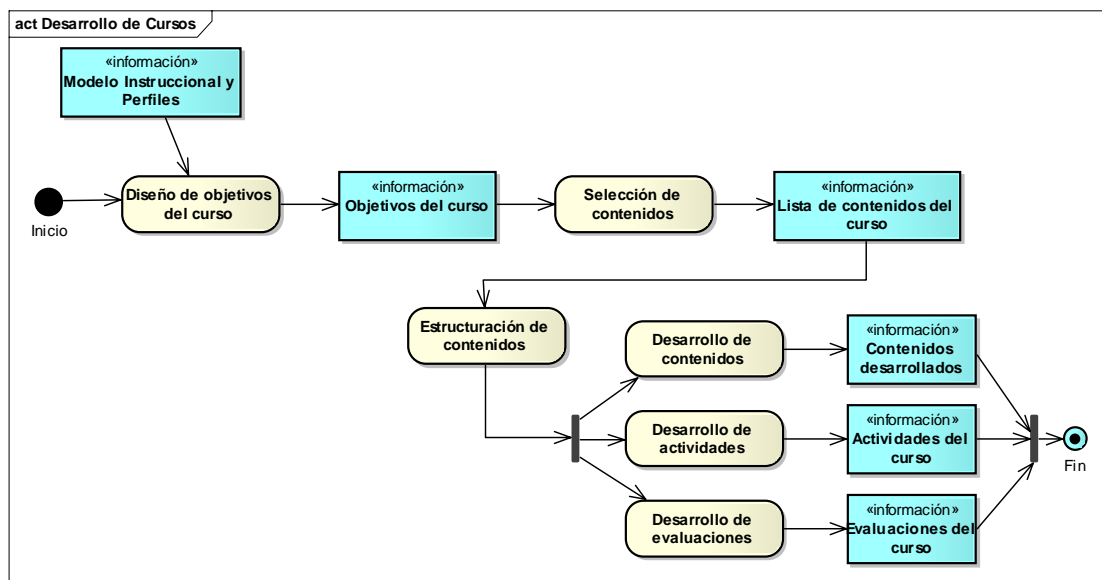 act Desarrollo de Cursos
«información»
Modelo Instruccional y
Perfiles
Inicio
Diseño de objetivos
del curso
«información»
Objetivos del curso
Selección de
contenidos
«información»
Lista de contenidos del
curso
Estructuración de
contenidos
Desarrollo de
contenidos
«información»
Contenidos
desarrollados
Desarrollo de
actividades
«información»
Actividades del
curso
Desarrollo de
evaluaciones
«información»
Evaluaciones del
curso
Fin